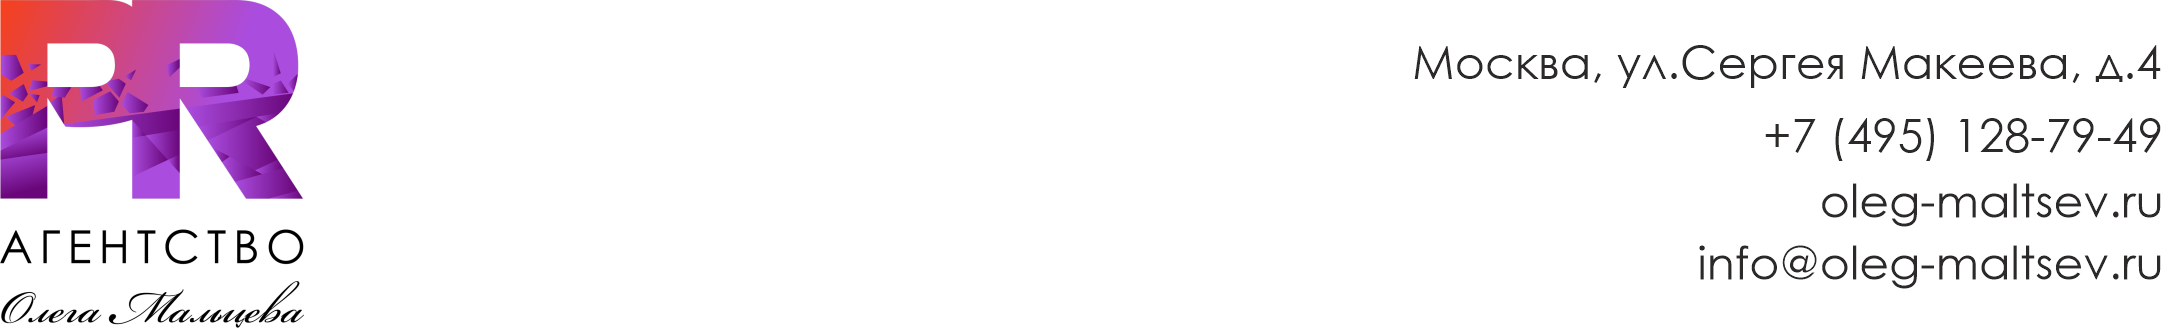 PR
АГЕНТСТВО
Олега Мальцева
Москва, ул.Сергея Макеева, д.4
+7 (495) 128-79-49
oleg-maltsev.ru
info@oleg-maltsev.ru